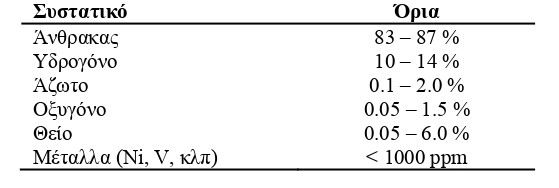 Συστατικό Όρια
Άνθρακας 83 – 87 %
Υδρογόνο 10 – 14 %
Άζωτο 0.1 – 2.0 %
Οξυγόνο 0.05 – 1.5 %
Θείο 0.05 – 6.0 %
Μέταλλα (Ni, V, κλπ) < 1000 ppm